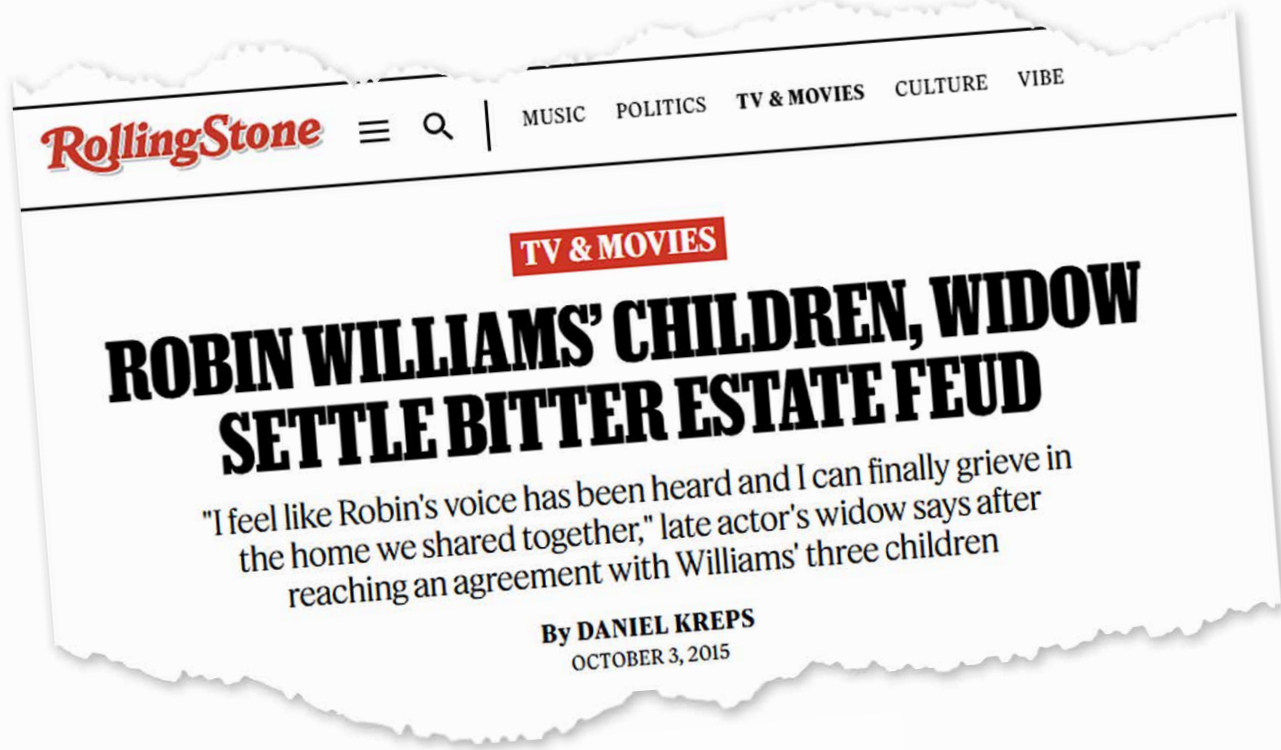 RollingStone MUSIC POLITICS TV & MOVIES CULTURE VIBE
TV & MOVIES
ROBIN WILLIAMS' CHILDREN, WIDOW
SETTLE BITTER ESTATE FEUD
"I feel like Robin's voice has been heard and I can finally grieve in
the home we shared together," late actor's widow says after
reaching an agreement with Williams' three children
By DANIEL KREPS
OCTOBER 3, 2015